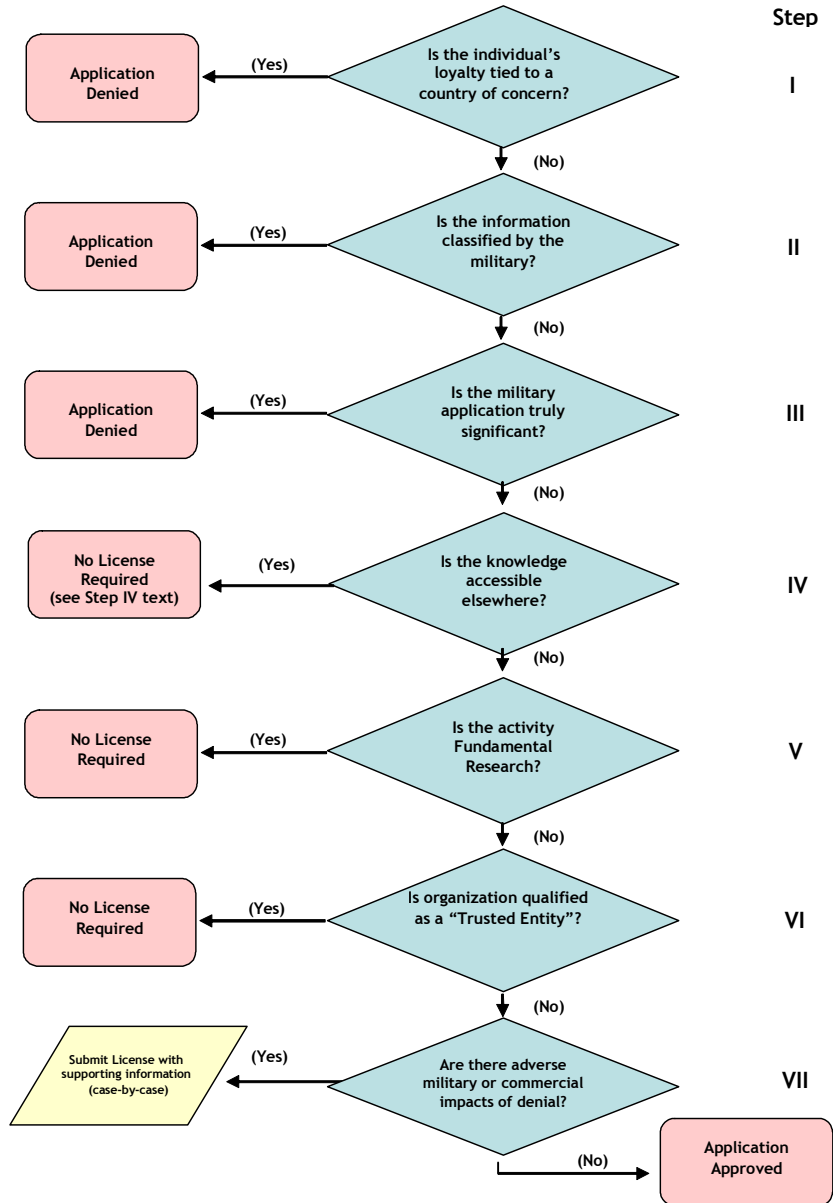 Step
Is the individual’s
loyalty tied to a
country of concern?
(Yes)
Application
Denied
I
(No)
Is the information
classified by the
military?
(Yes)
Application
Denied
II
(No)
Is the military
application truly
significant?
(Yes)
Application
Denied
III
(No)
Is the knowledge
accessible
elsewhere?
(Yes)
No License
Required
(see Step IV text)
IV
(No)
Is the activity
Fundamental
Research?
(Yes)
No License
Required
V
(No)
Is organization qualified
as a “Trusted Entity”?
(Yes)
No License
Required
VI
(No)
Are there adverse
military or commercial
impacts of denial?
(Yes)
Submit License with
supporting information
(case-by-case)
VII
(No)
Application
Approved